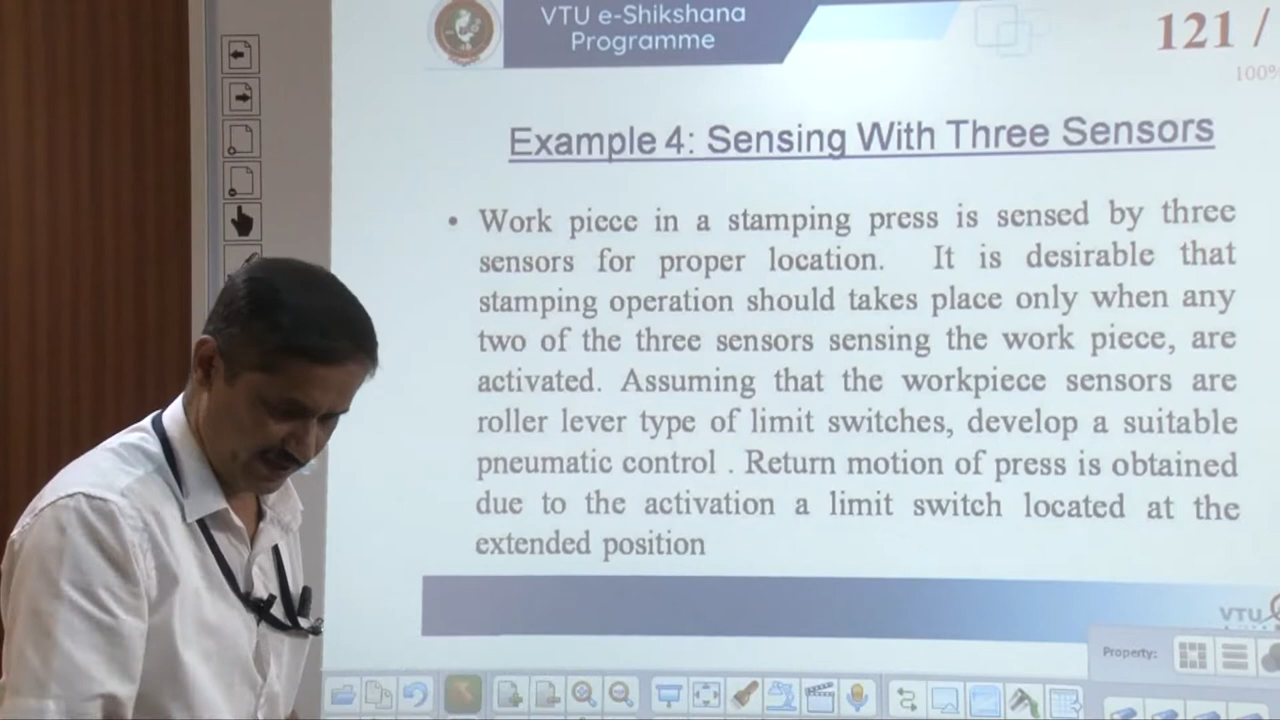 VTU e-Shikshana
Programme
121 /
100%
Example 4: Sensing With Three Sensors
• Work piece in a stamping press is sensed by three
sensors for proper location. It is desirable that
stamping operation should takes place only when any
two of the three sensors sensing the work piece, are
activated. Assuming that the workpiece sensors are
roller lever type of limit switches, develop a suitable
pneumatic control . Return motion of press is obtained
due to the activation a limit switch located at the
extended position
VTU
Property: